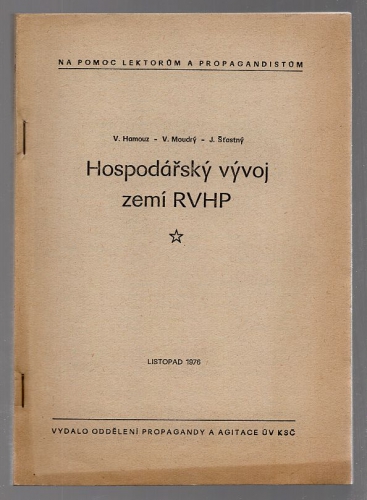 NA POMOC LEKTORŮM A PROPAGANDISTŮM
V. Hamouz - V. Moudrý - J. Šťastný
Hospodářský vývoj
zemí RVHP
LISTOPAD 1976
VYDALO ODDĚLENÍ PROPAGANDY A AGITACE ÚV KSČ